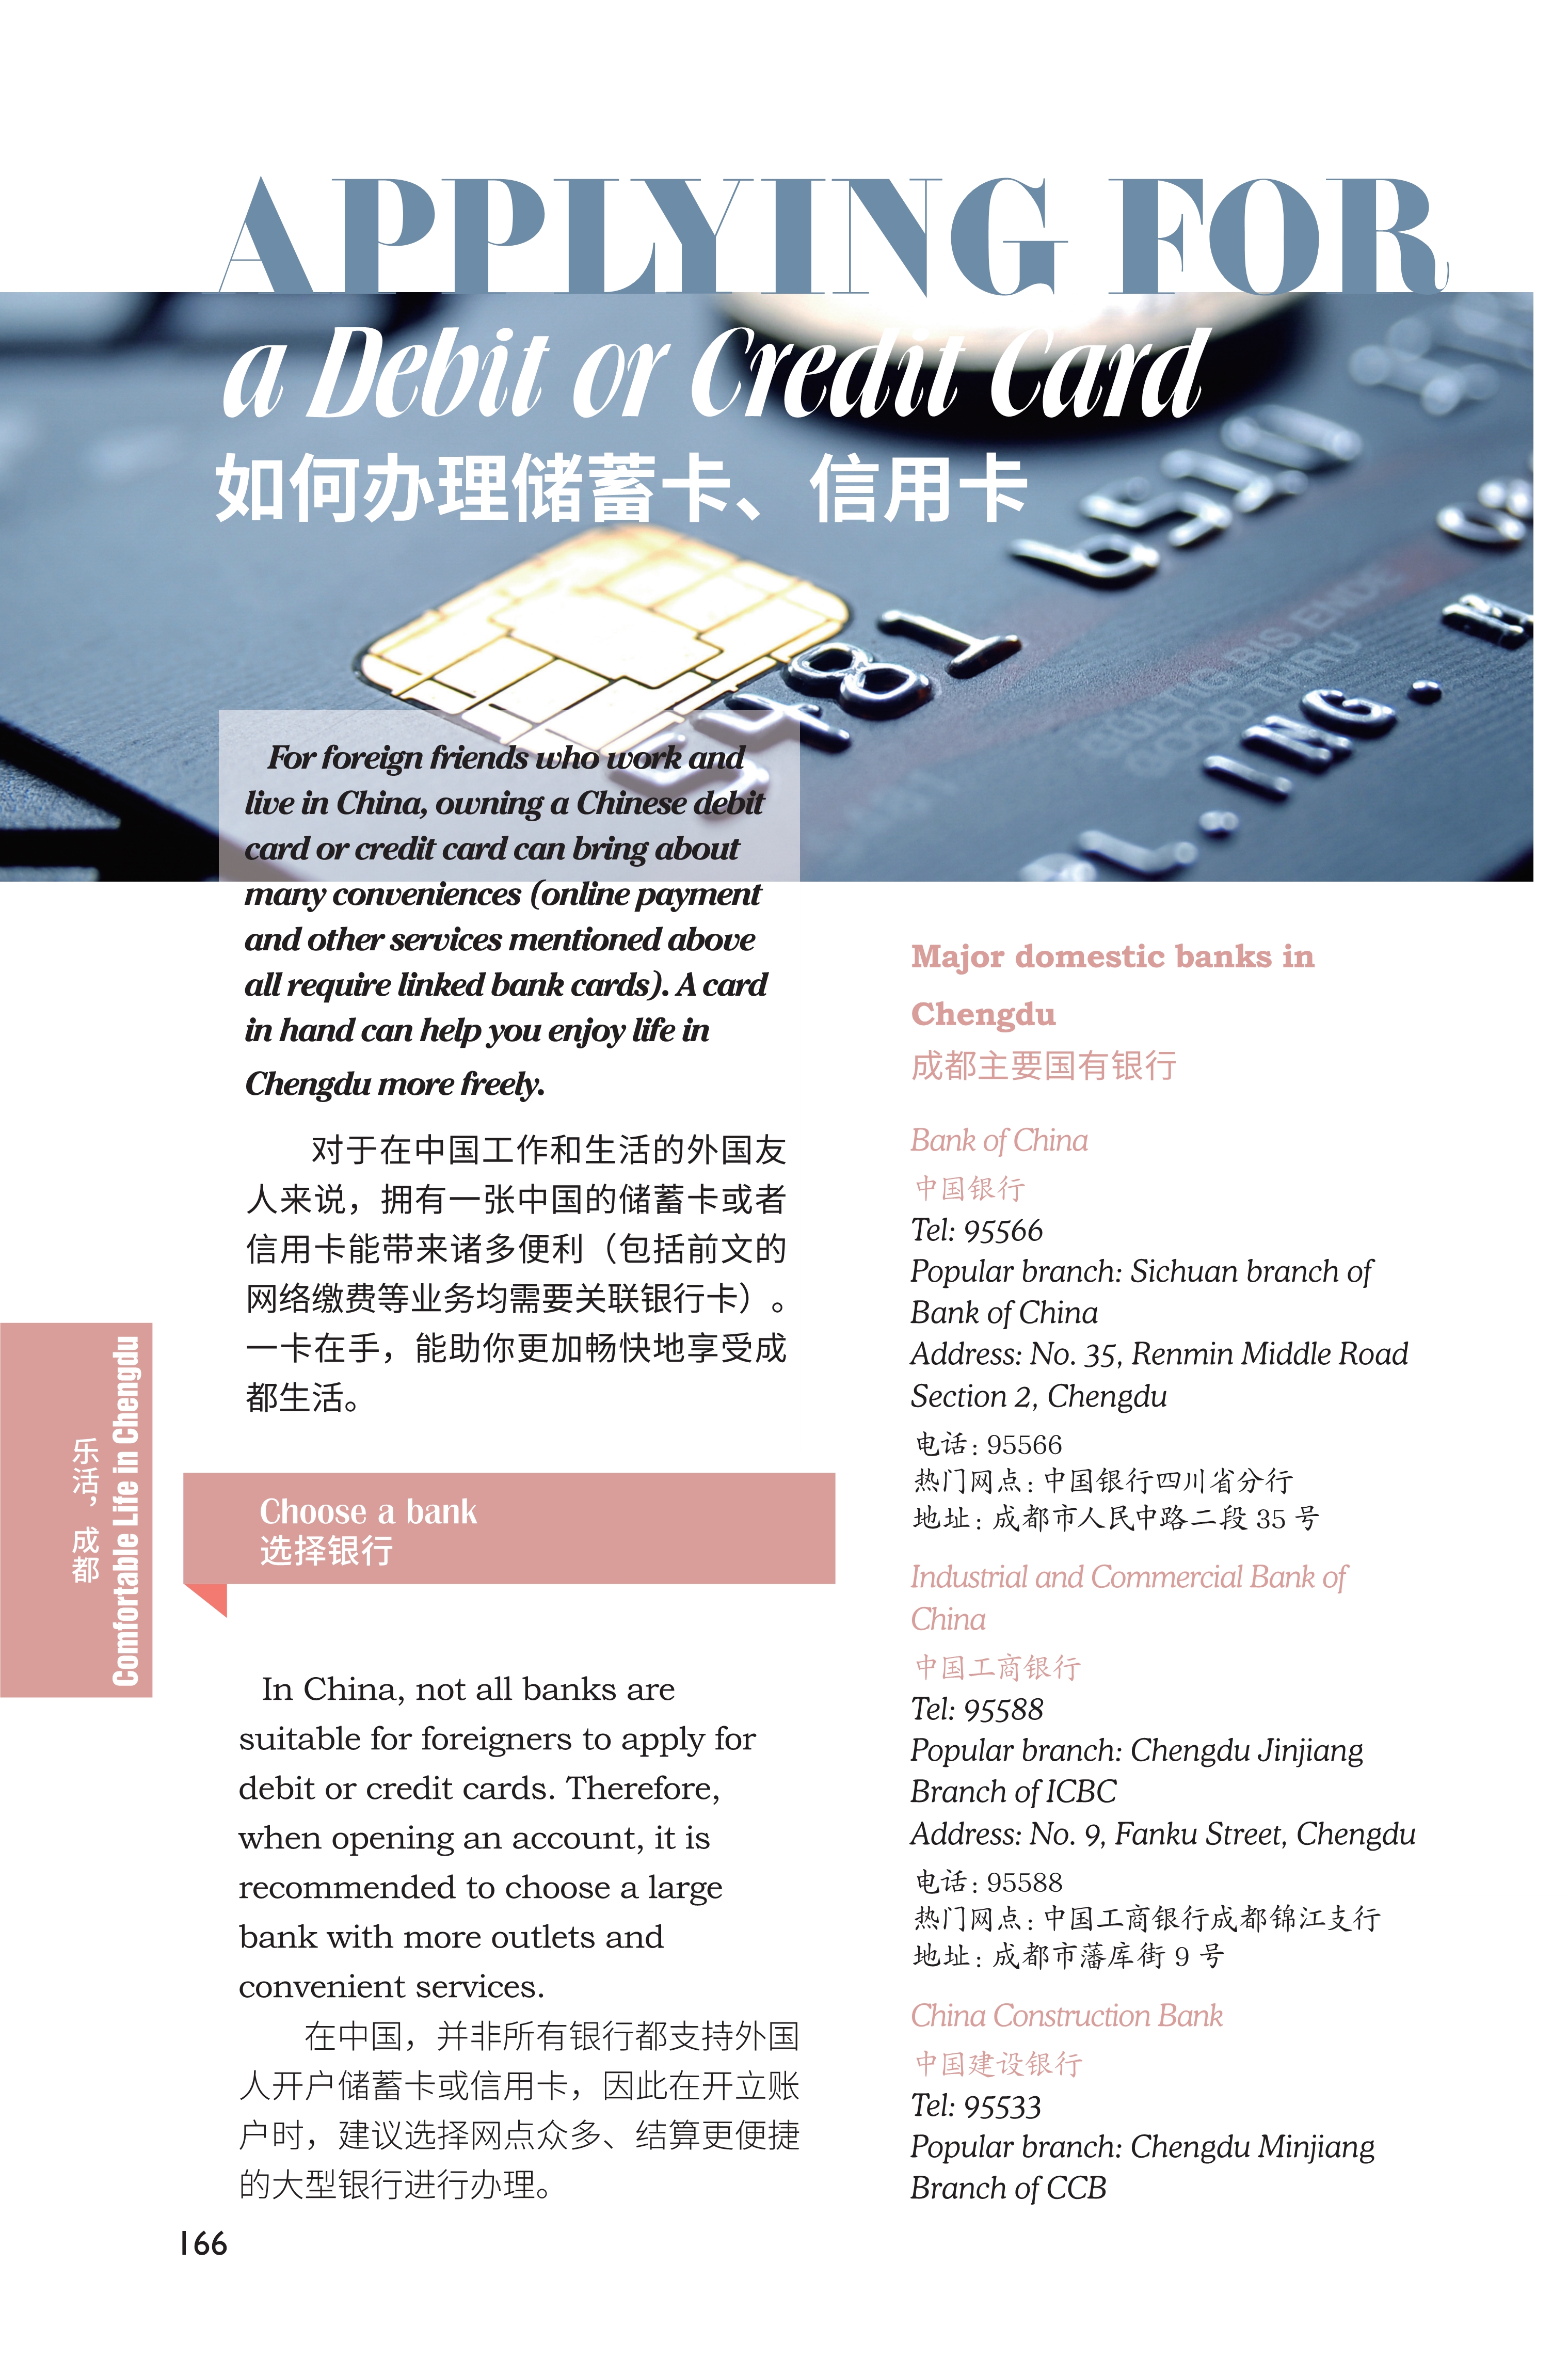 APPLYING FOR
a Debit or Credit Card
如何办理储蓄卡、信用卡
5481 6510
GOOD THRU
For foreign friends who work and
live in China, owning a Chinese debit
card or credit card can bring about
many conveniences (online payment
and other services mentioned above
all require linked bank cards). A card
in hand can help you enjoy life in
Chengdu more freely.
对于在中国工作和生活的外国友
人来说，拥有一张中国的储蓄卡或者
信用卡能带来诸多便利（包括前文的
网络缴费等业务均需要关联银行卡）。
一卡在手，能助你更加畅快地享受成
都生活。
Choose a bank
选择银行
In China, not all banks are
suitable for foreigners to apply for
debit or credit cards. Therefore,
when opening an account, it is
recommended to choose a large
bank with more outlets and
convenient services.
在中国，并非所有银行都支持外国
人开户储蓄卡或信用卡，因此在开立账
户时，建议选择网点众多、结算更便捷
的大型银行进行办理。
Major domestic banks in
Chengdu
成都主要国有银行
Bank of China
中国银行
Tel: 95566
Popular branch: Sichuan branch of
Bank of China
Address: No. 35, Renmin Middle Road
Section 2, Chengdu
电话: 95566
热门网点: 中国银行四川省分行
地址: 成都市人民中路二段 35 号
Industrial and Commercial Bank of
China
中国工商银行
Tel: 95588
Popular branch: Chengdu Jinjiang
Branch of ICBC
Address: No. 9, Fanku Street, Chengdu
电话: 95588
热门网点: 中国工商银行成都锦江支行
地址: 成都市藩库街 9 号
China Construction Bank
中国建设银行
Tel: 95533
Popular branch: Chengdu Minjiang
Branch of CCB
Comfortable Life in Chengdu
乐活，成都
166